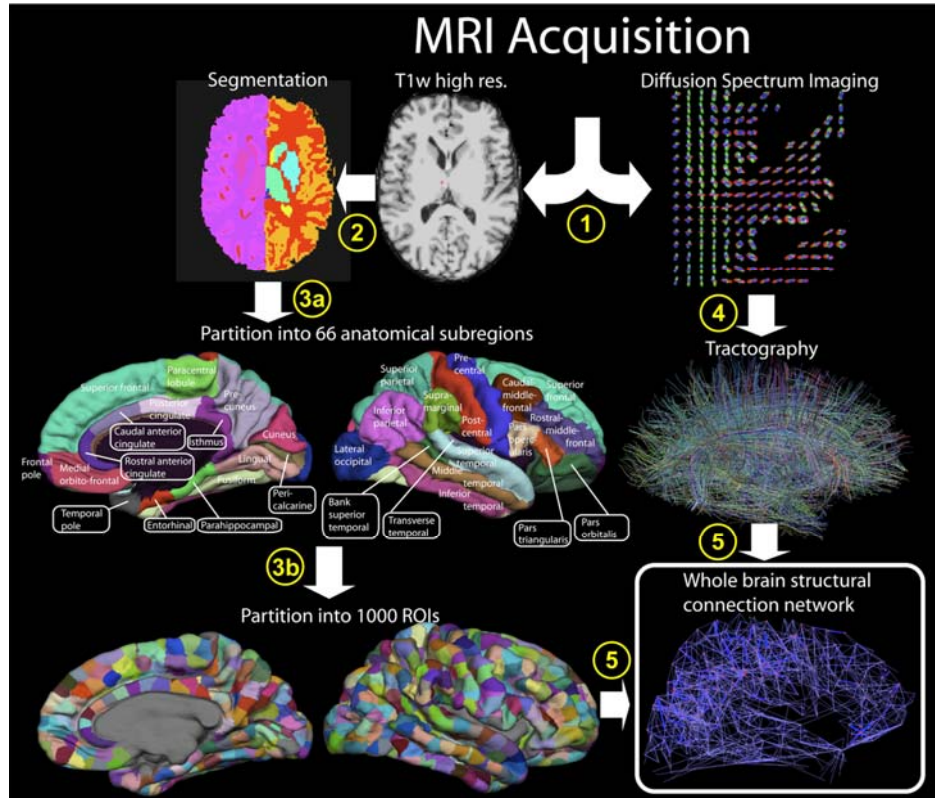 MRI Acquisition
Segmentation
T1w high res.
Diffusion Spectrum Imaging
1
2
3a
4
Partition into 66 anatomical subregions
Tractography
Superior frontal
Paracentral
lobule
Posterior
cingulate
Pre-
cuneus
Cuneus
Caudal anterior
cingulate
Isthmus
Rostral anterior
cingulate
Frontal
pole
Medial
orbito-frontal
Lingual
Fusiform
Peri-
calcarine
Temporal
pole
Entorhinal
Parahippocampal
Superior
parietal
Pre-
central
Caudal
middle-
frontal
Superior
frontal
Supra
marginal
Inferior
parietal
Post-
central
Rostral-
middle-
frontal
Pars
operc
ularis
Lateral
occipital
Superior
temporal
Middle
temporal
Inferior
temporal
Bank
superior
temporal
Transverse
temporal
Pars
triangularis
Pars
orbitalis
3b
5
Partition into 1000 ROIs
5
Whole brain structural
connection network